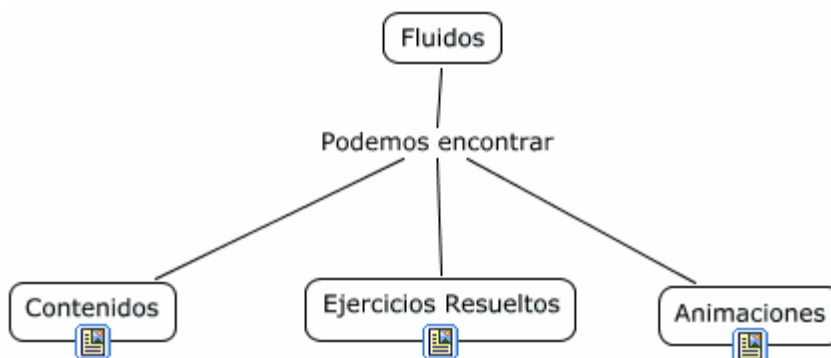 Fluidos
Podemos encontrar
Contenidos
Ejercicios Resueltos
Animaciones